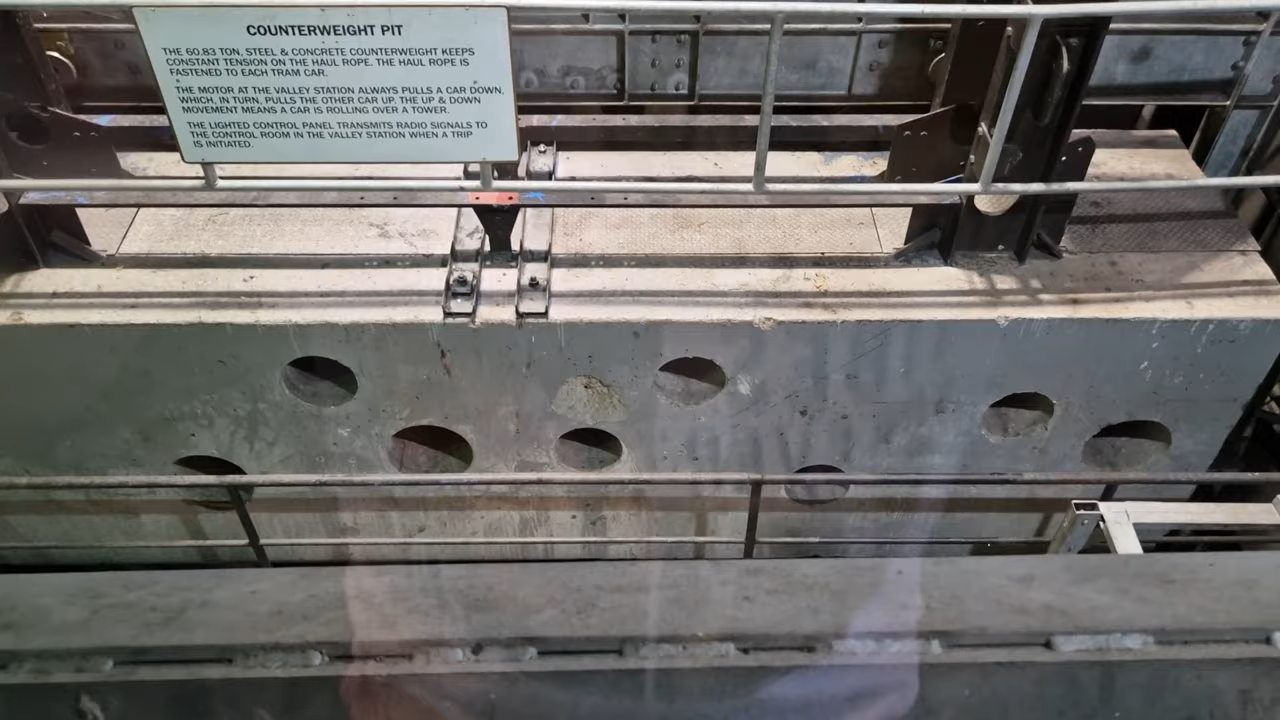 COUNTERWEIGHT PIT
THE 60.83 TON, STEEL & CONCRETE COUNTERWEIGHT KEEPS
CONSTANT TENSION ON THE HAUL ROPE. THE HAUL ROPE IS
FASTENED TO EACH TRAM CAR.
THE MOTOR AT THE VALLEY STATION ALWAYS PULLS A CAR DOWN,
WHICH, IN TURN, PULLS THE OTHER CAR UP. THE UP & DOWN
MOVEMENT MEANS A CAR IS ROLLING OVER A TOWER.
THE LIGHTED CONTROL PANEL TRANSMITS RADIO SIGNALS TO
THE CONTROL ROOM IN THE VALLEY STATION WHEN A TRIP
IS INITIATED.